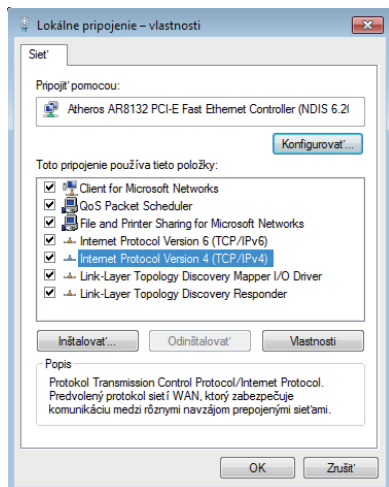 Lokálne pripojenie – vlastnosti
Sieť
Pripojiť pomocou:
Atheros AR8132 PCI-E Fast Ethernet Controller (NDIS 6.2(
Konfigurovať...
Toto pripojenie používa tieto položky:
Client for Microsoft Networks
QoS Packet Scheduler
File and Printer Sharing for Microsoft Networks
Internet Protocol Version 6 (TCP/IPv6)
Internet Protocol Version 4 (TCP/IPv4)
Link-Layer Topology Discovery Mapper I/O Driver
Link-Layer Topology Discovery Responder
Inštalovať... Odinštalovať Vlastnosti
Popis
Protokol Transmission Control Protocol/Internet Protocol.
Predvolený protokol sietí WAN, ktorý zabezpečuje
komunikáciu medzi rôznymi navzájom prepojenými sieťami.
OK Zrušiť